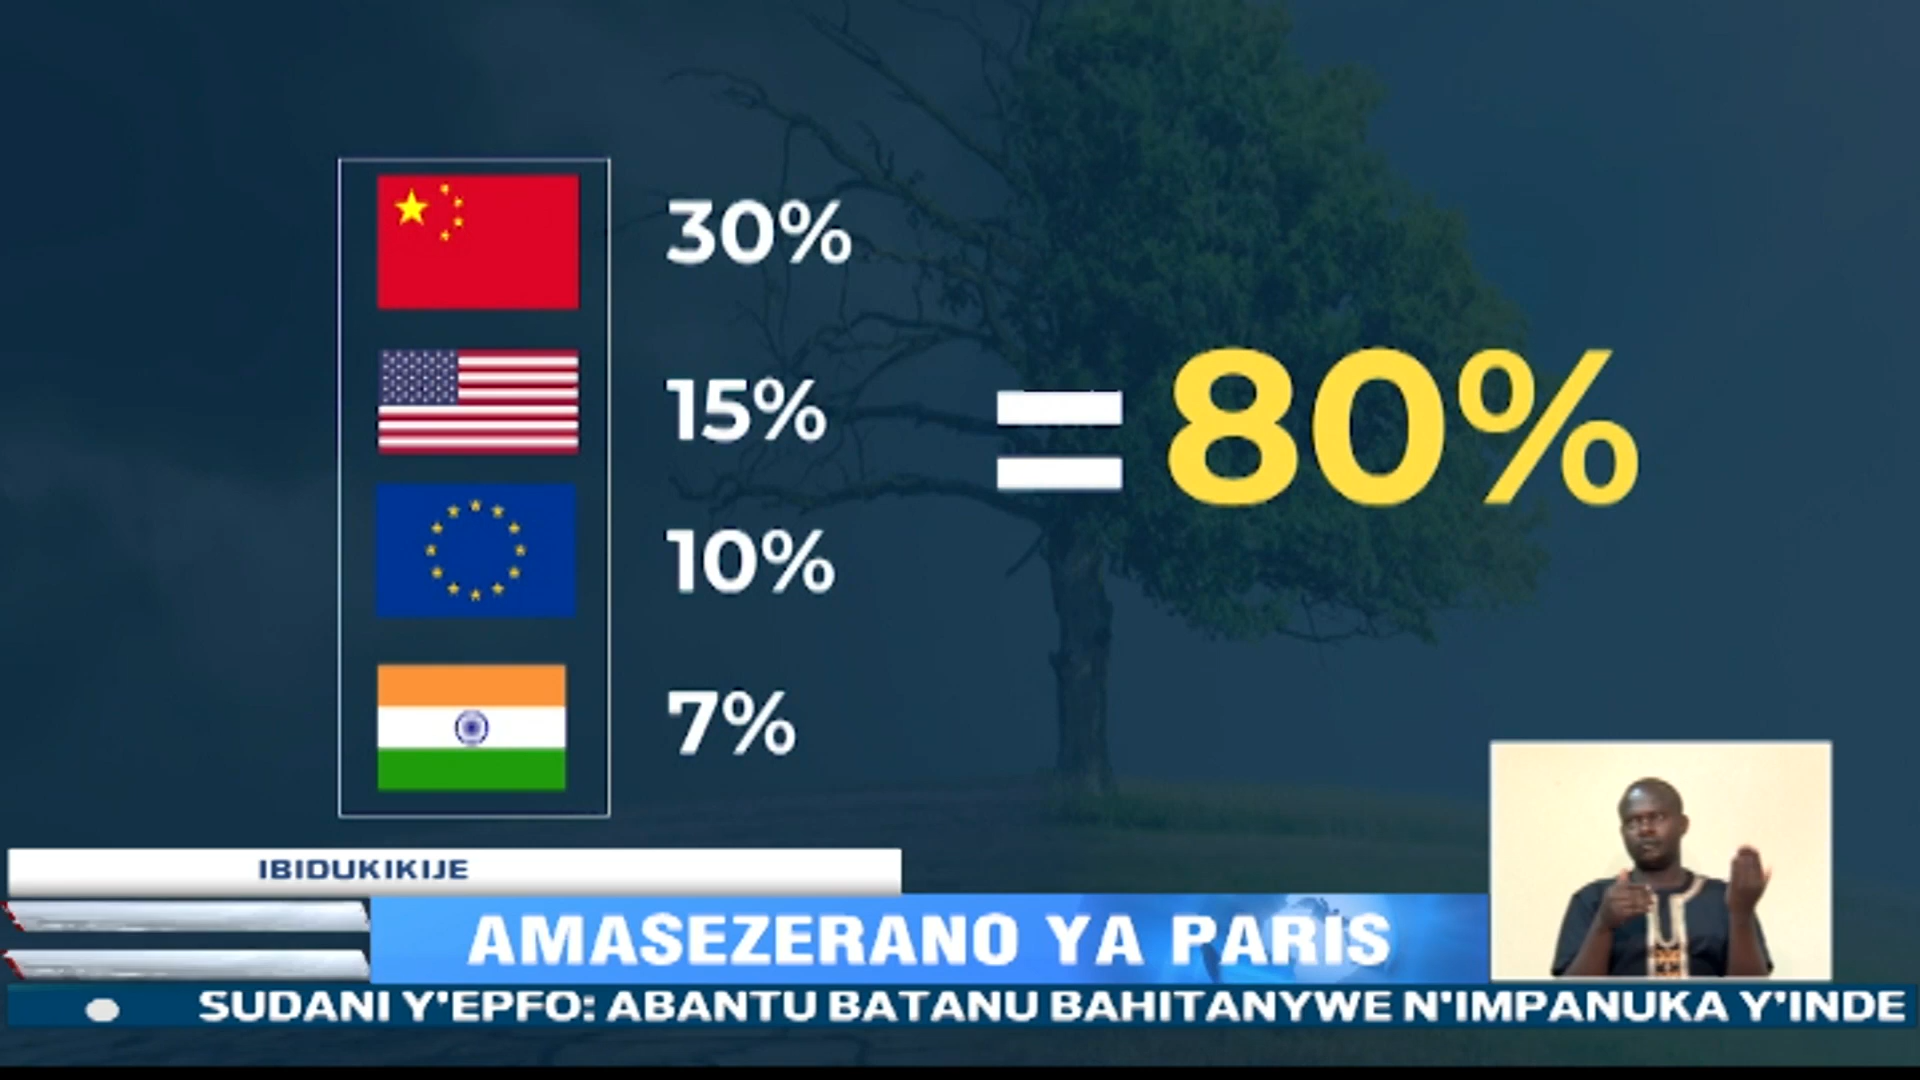 30%
15%
= 80%
10%
7%
IBIDUKIKIJE
AMASEZERANO YA PARIS
SUDANI Y'EPFO: ABANTU BATANU BAHITANYWE N'IMPANUKA Y'INDE